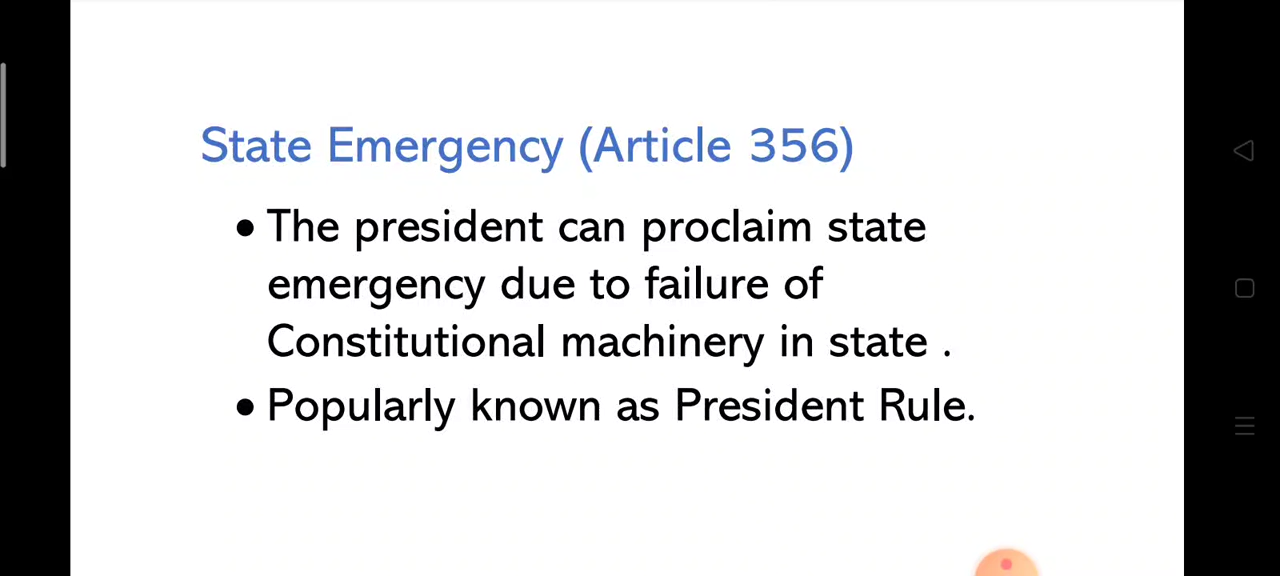 State Emergency (Article 356)
● The president can proclaim state
emergency due to failure of
Constitutional machinery in state .
● Popularly known as President Rule.